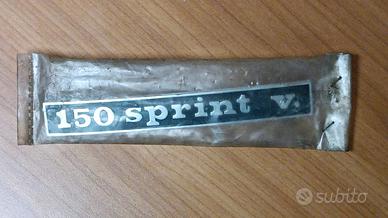 150 sprint v.
subito